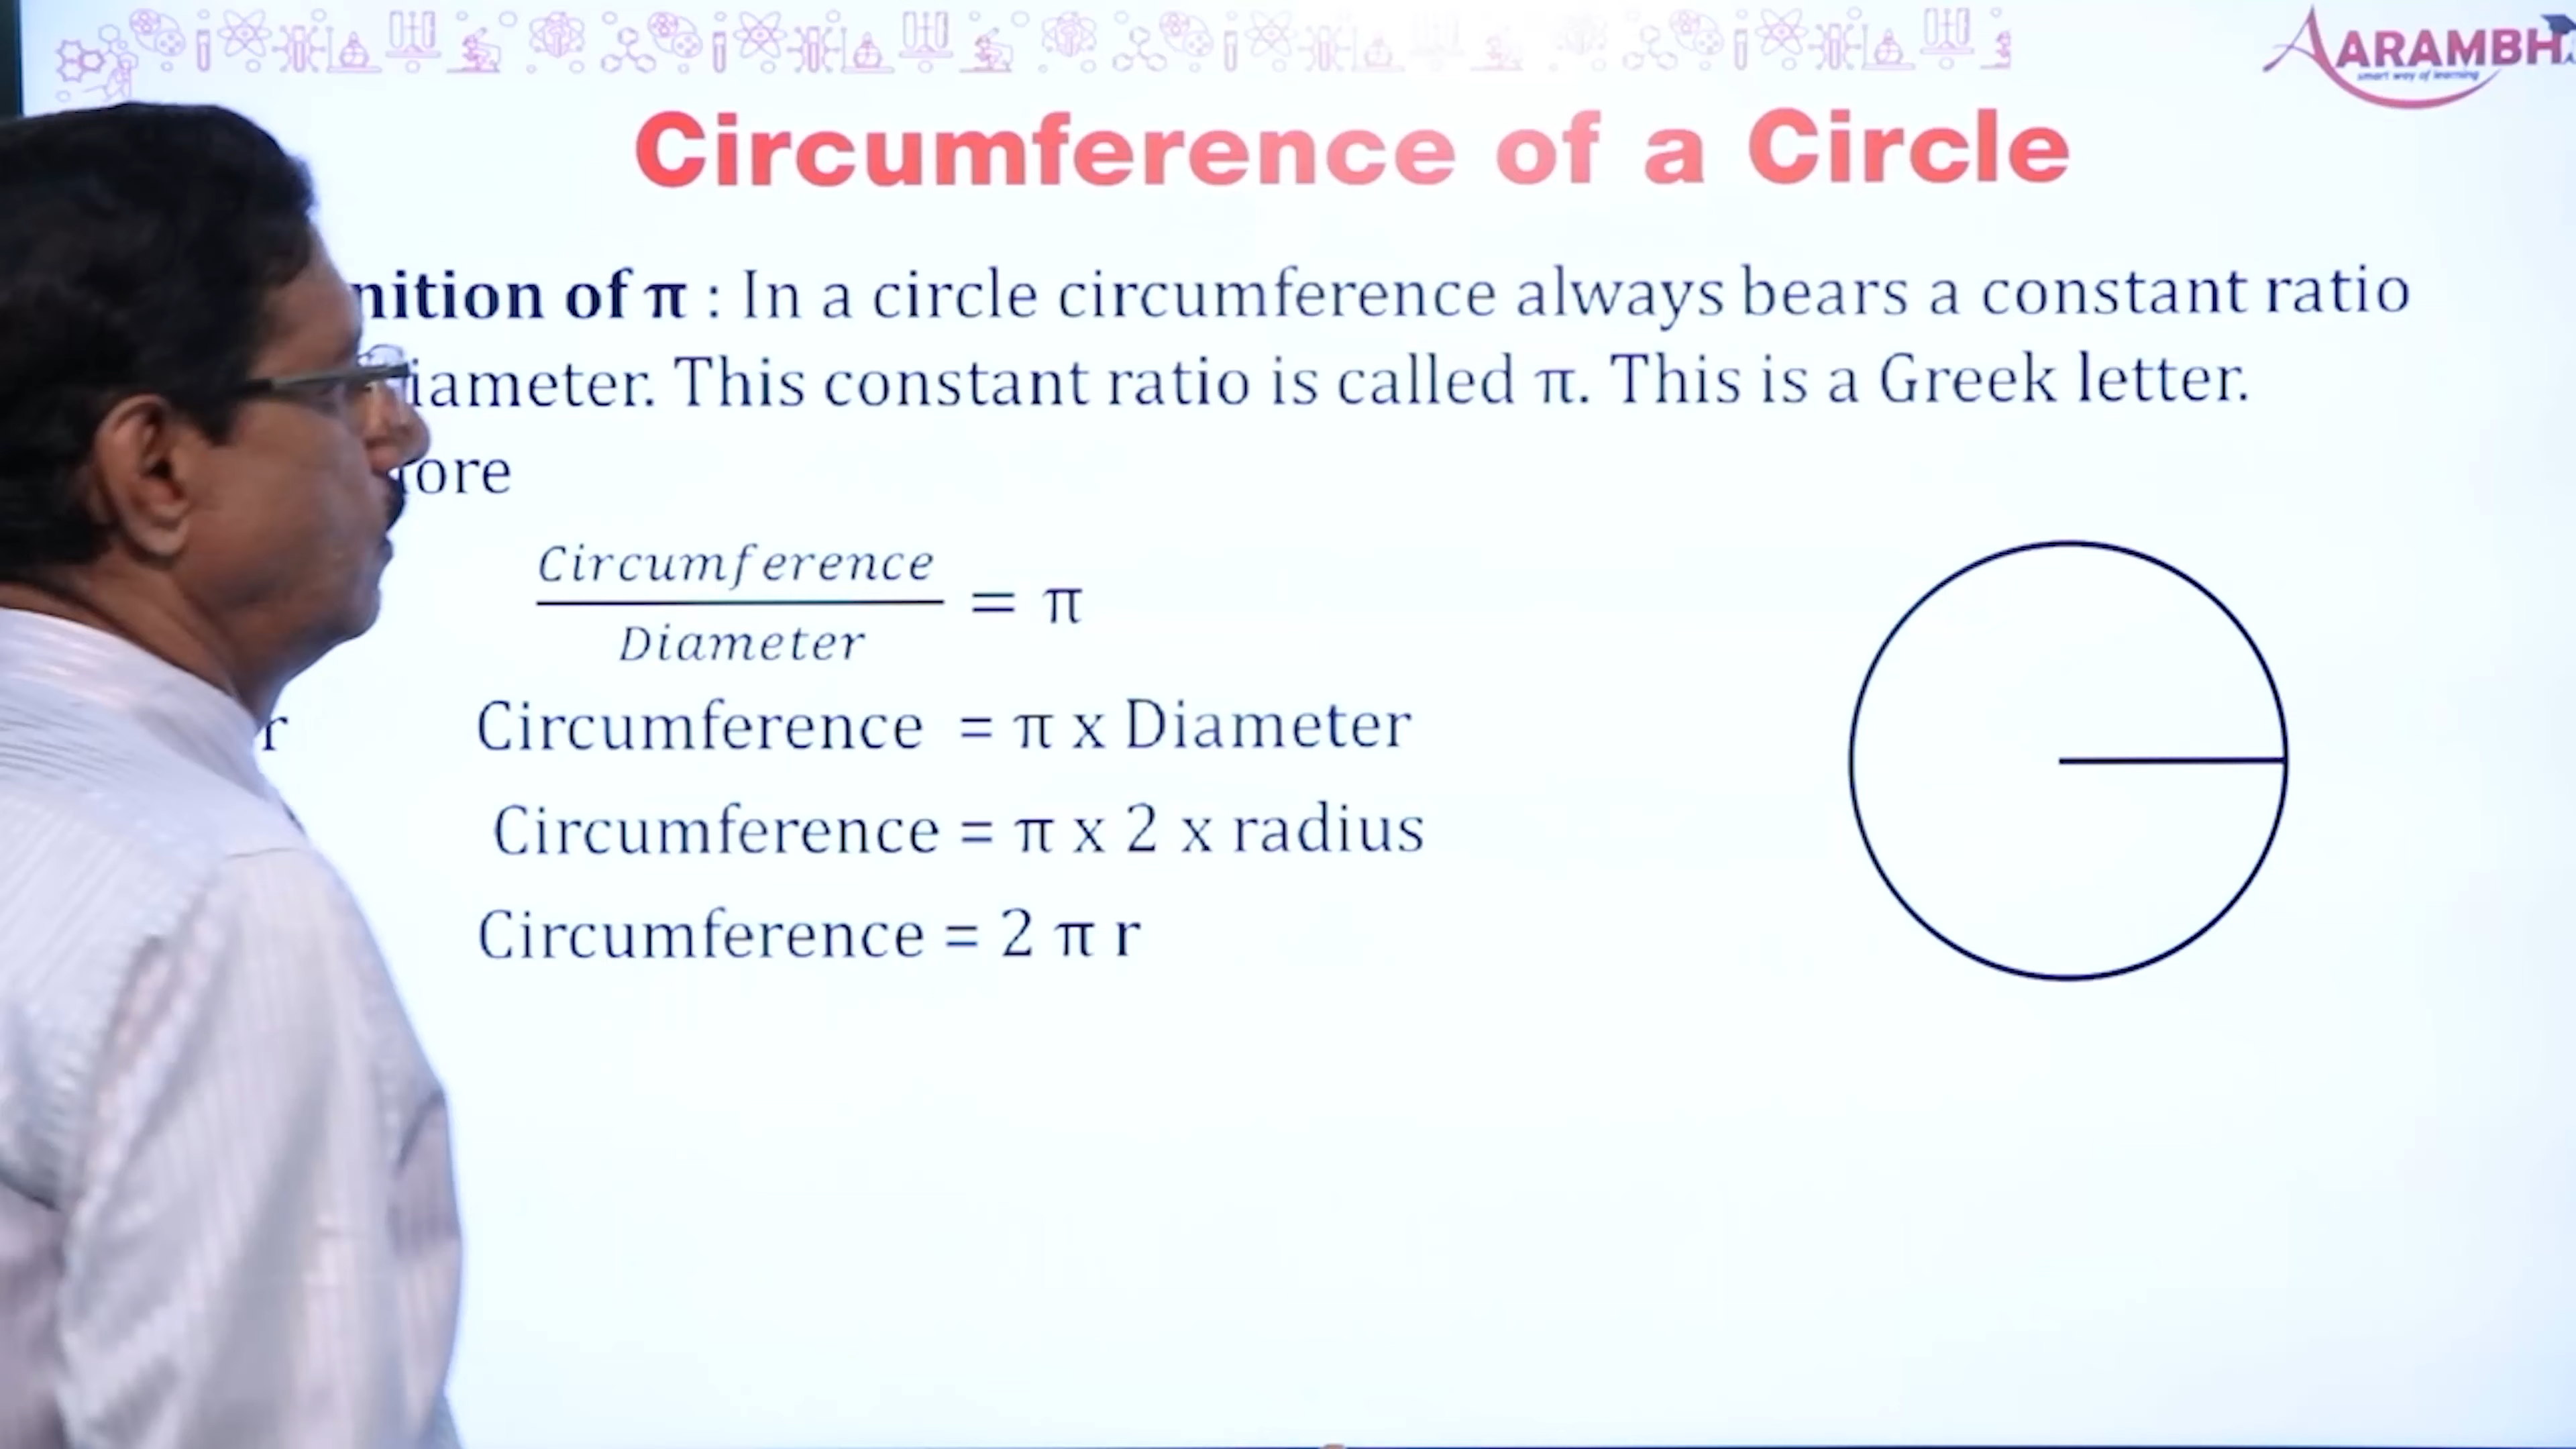 AARAMBH
smart way of learning
Circumference of a Circle
nition of π : In a circle circumference always bears a constant ratio
iameter. This constant ratio is called π. This is a Greek letter.
ore
Circumference
Diameter
= π
r Circumference = π x Diameter
Circumference = π x 2 x radius
Circumference = 2 π r